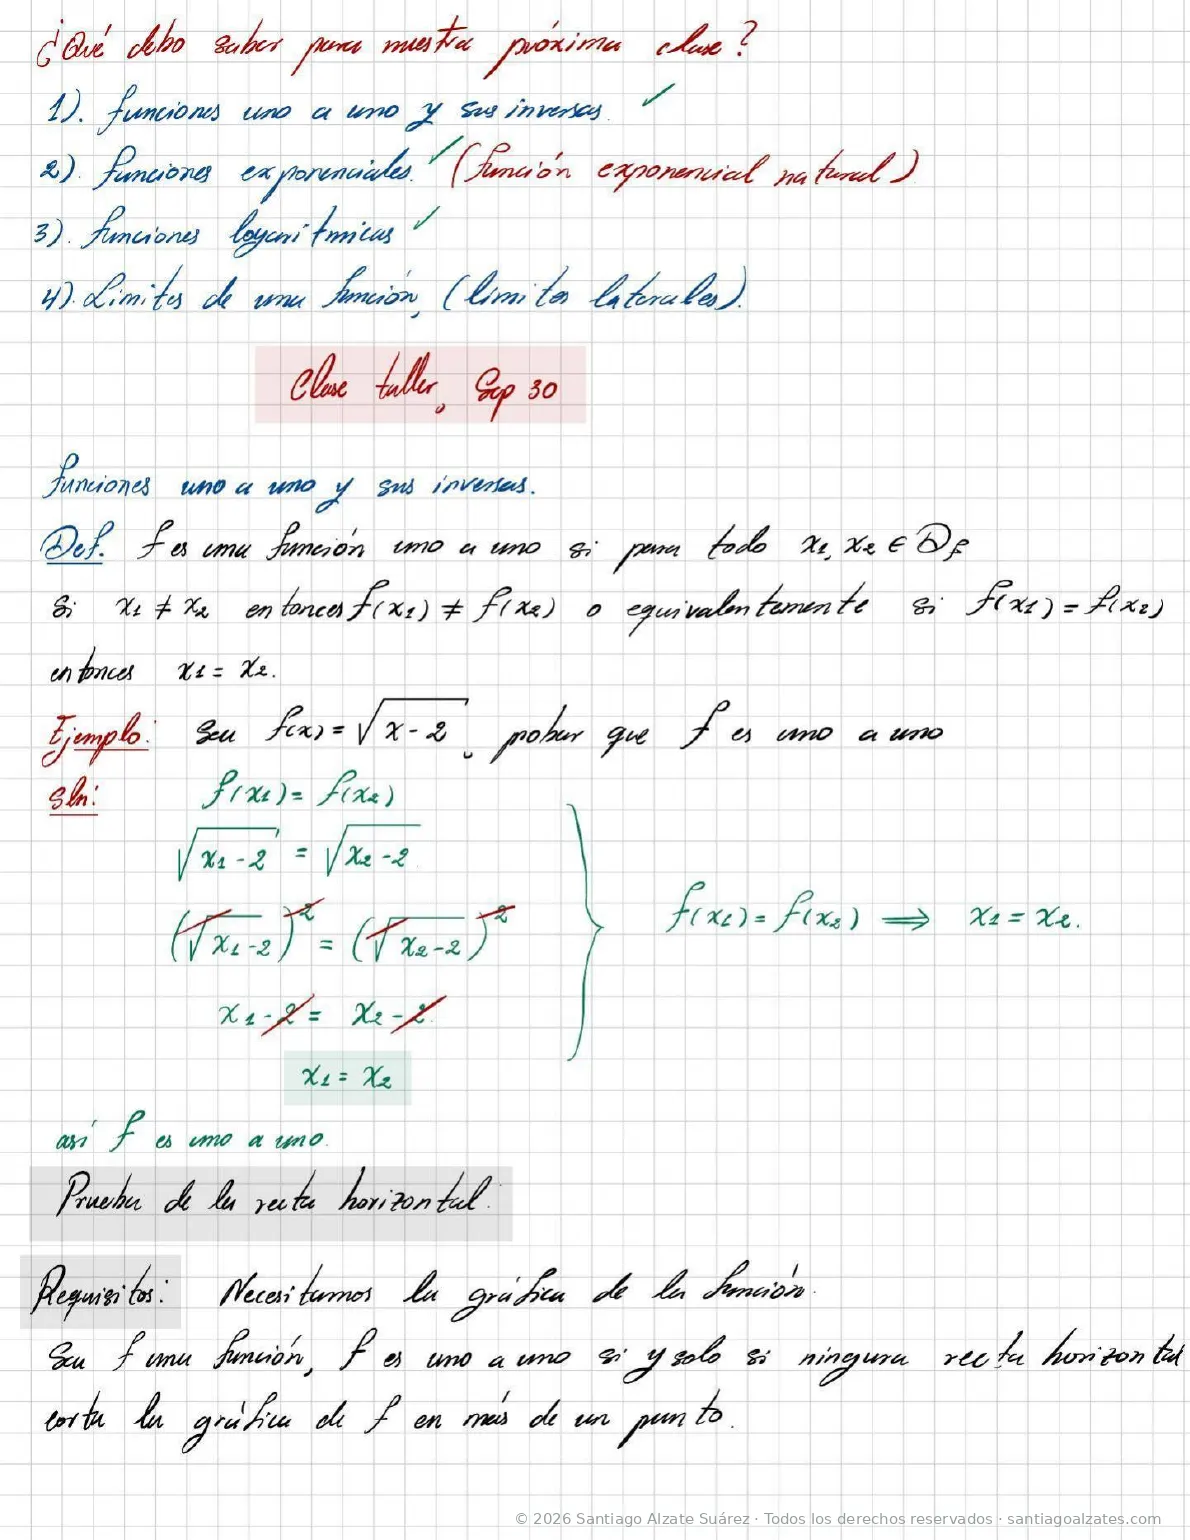 ¿Qué debo saber para nuestra próxima clase?
1). funciones uno a uno y sus inversas. ✓
2). funciones exponenciales. ✓ (función exponencial natural)
3). funciones logarítmicas ✓
4). Límites de una función, (límites laterales).
Clase taller, Sep 30
funciones uno a uno y sus inversas.
Def. f es una función uno a uno si para todo x₁, x₂ ∈ D_f
si x₁ ≠ x₂ entonces f(x₁) ≠ f(x₂) o equivalentemente si f(x₁) = f(x₂)
entonces x₁ = x₂.
Ejemplo: Sea f(x) = √(x - 2), probar que f es uno a uno
Sln: f(x₁) = f(x₂)
√(x₁ - 2) = √(x₂ - 2)
(√(x₁ - 2))² = (√(x₂ - 2))² f(x₁) = f(x₂) ⟹ x₁ = x₂.
x₁ - 2 = x₂ - 2
x₁ = x₂
así f es uno a uno.
Prueba de la recta horizontal.
Requisitos: Necesitamos la gráfica de la función.
Sea f una función, f es uno a uno si y solo si ninguna recta horizontal
corta la gráfica de f en más de un punto.
© 2026 Santiago Alzate Suárez · Todos los derechos reservados · santiagoalzates.com